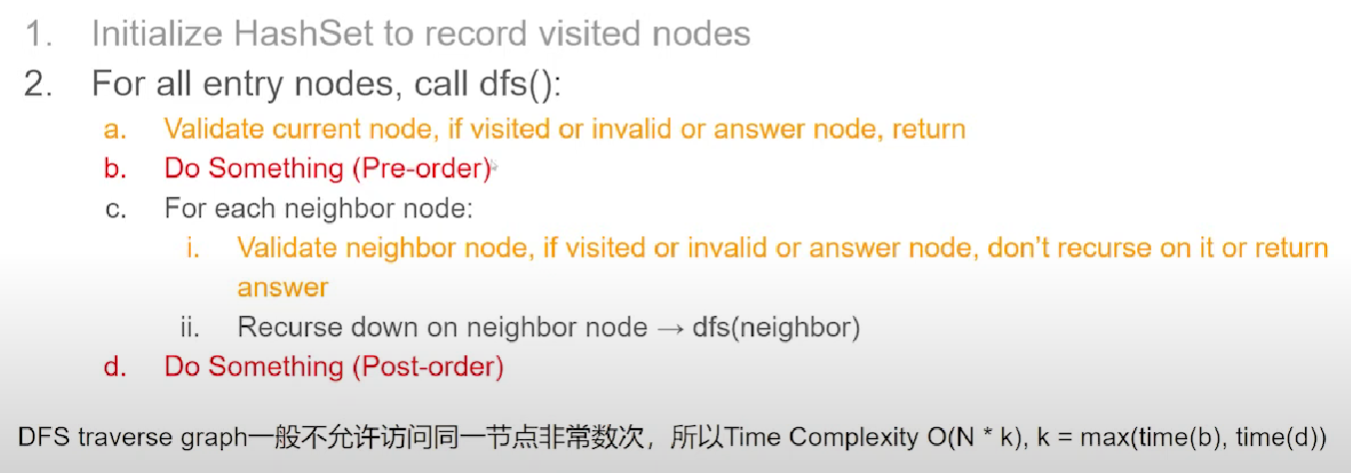 1. Initialize HashSet to record visited nodes
2. For all entry nodes, call dfs():
a. Validate current node, if visited or invalid or answer node, return
b. Do Something (Pre-order)
c. For each neighbor node:
i. Validate neighbor node, if visited or invalid or answer node, don't recurse on it or return
answer
ii. Recurse down on neighbor node → dfs(neighbor)
d. Do Something (Post-order)
DFS traverse graph一般不允许访问同一节点非常数次，所以Time Complexity O(N * k), k = max(time(b), time(d))